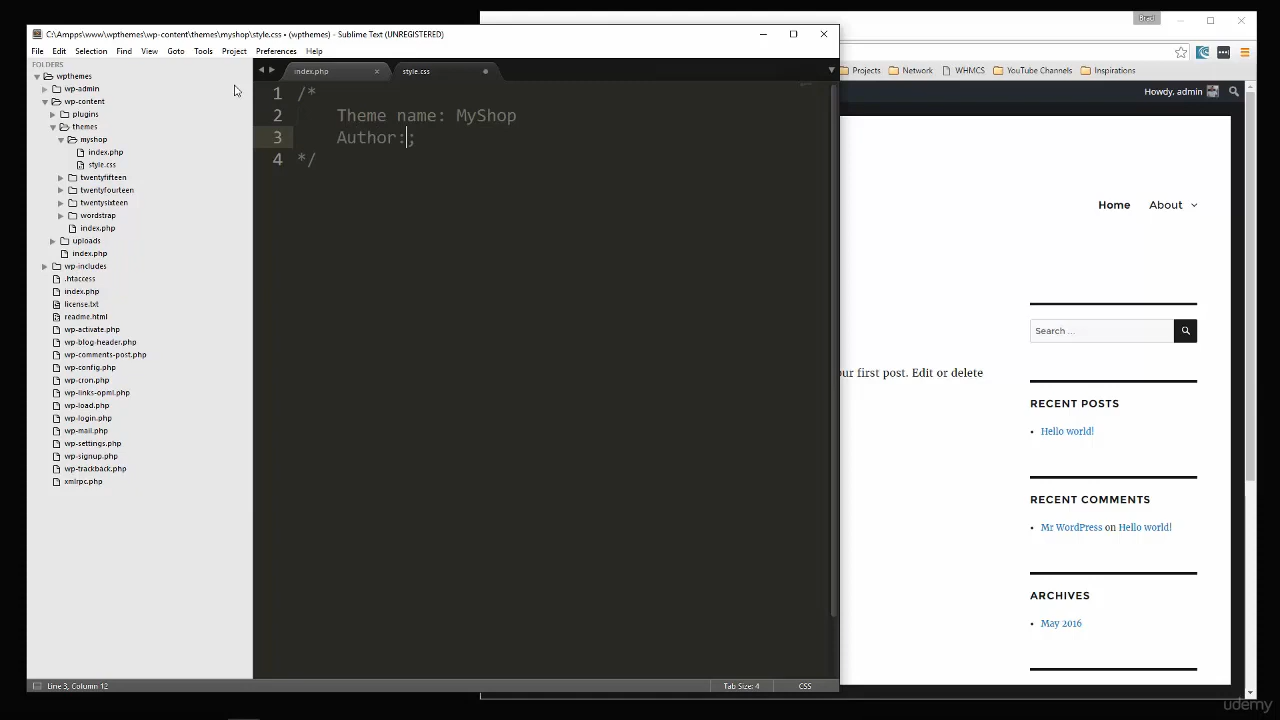 C:\Ampps\www\wpthemes\wp-content\themes\myshop\style.css • (wpthemes) - Sublime Text (UNREGISTERED)
File Edit Selection Find View Goto Tools Project Preferences Help
FOLDERS
wpthemes
wp-admin
wp-content
plugins
themes
myshop
index.php
style.css
twentyfifteen
twentyfourteen
twentysixteen
wordstrap
index.php
uploads
index.php
wp-includes
.htaccess
index.php
license.txt
readme.html
wp-activate.php
wp-blog-header.php
wp-comments-post.php
wp-config.php
wp-cron.php
wp-links-opml.php
wp-load.php
wp-login.php
wp-mail.php
wp-settings.php
wp-signup.php
wp-trackback.php
xmlrpc.php
index.php style.css
1 /*
2 Theme name: MyShop
3 Author:;
4 */
Line 3, Column 12 Tab Size: 4 CSS
Brad
Projects Network WHMCS YouTube Channels Inspirations
Howdy, admin
Home About
Search ...
our first post. Edit or delete
RECENT POSTS
Hello world!
RECENT COMMENTS
Mr WordPress on Hello world!
ARCHIVES
May 2016
udemy